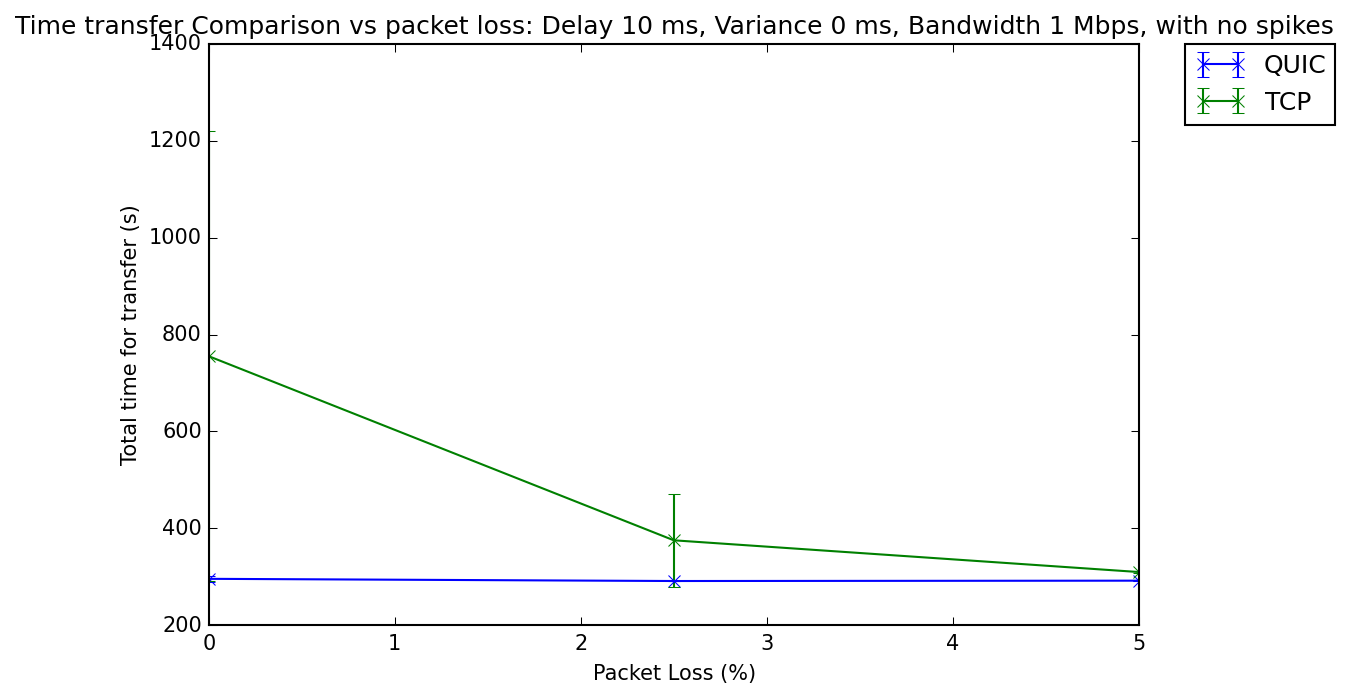 Time transfer Comparison vs packet loss: Delay 10 ms, Variance 0 ms, Bandwidth 1 Mbps, with no spikes
QUIC
TCP
Total time for transfer (s)
1400
1200
1000
800
600
400
200
0 1 2 3 4 5
Packet Loss (%)